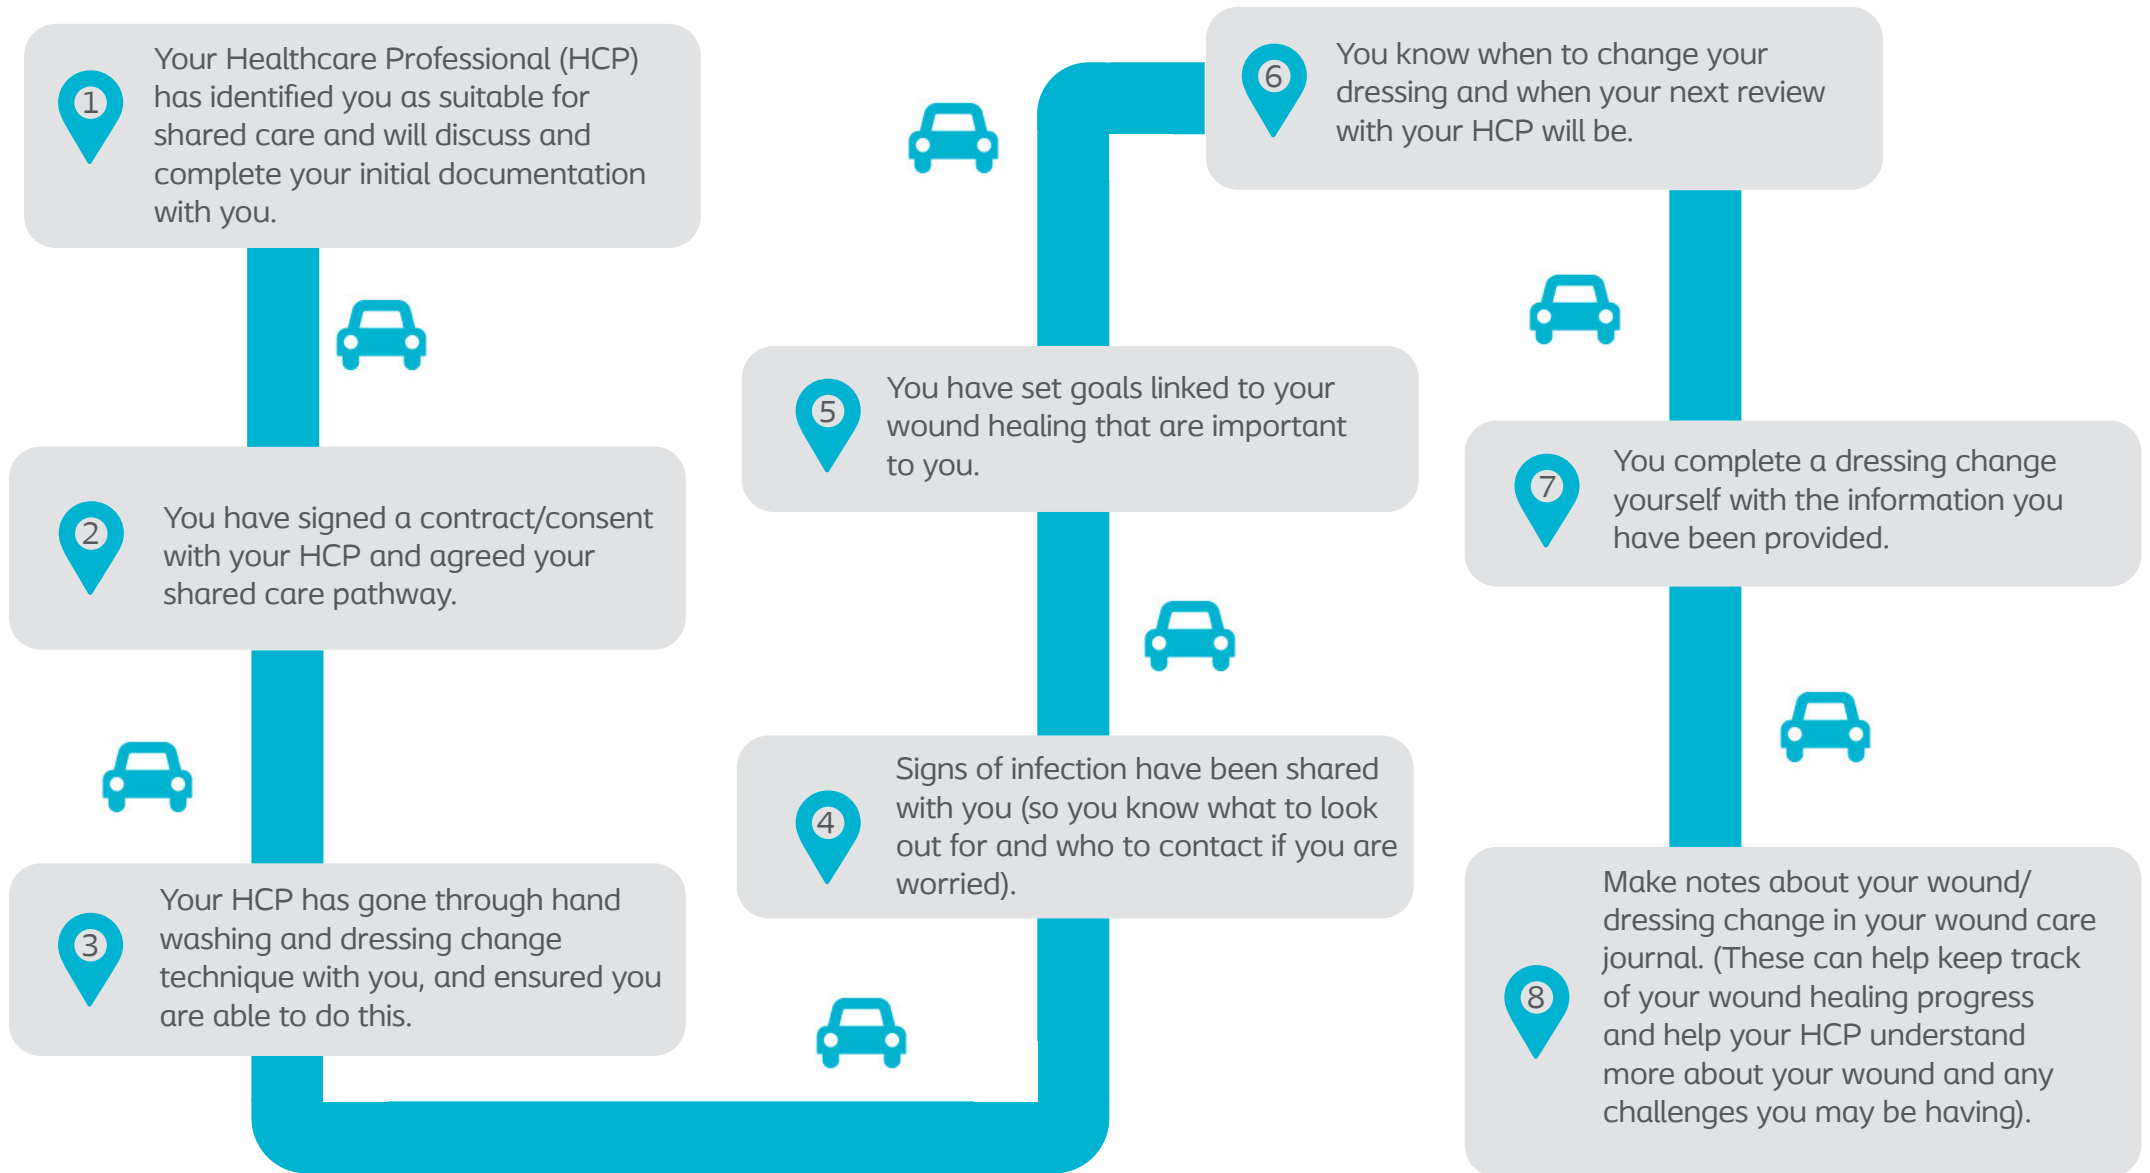 1
Your Healthcare Professional (HCP)
has identified you as suitable for
shared care and will discuss and
complete your initial documentation
with you.
2
You have signed a contract/consent
with your HCP and agreed your
shared care pathway.
3
Your HCP has gone through hand
washing and dressing change
technique with you, and ensured you
are able to do this.
4
Signs of infection have been shared
with you (so you know what to look
out for and who to contact if you are
worried).
5
You have set goals linked to your
wound healing that are important
to you.
6
You know when to change your
dressing and when your next review
with your HCP will be.
7
You complete a dressing change
yourself with the information you
have been provided.
8
Make notes about your wound/
dressing change in your wound care
journal. (These can help keep track
of your wound healing progress
and help your HCP understand
more about your wound and any
challenges you may be having).